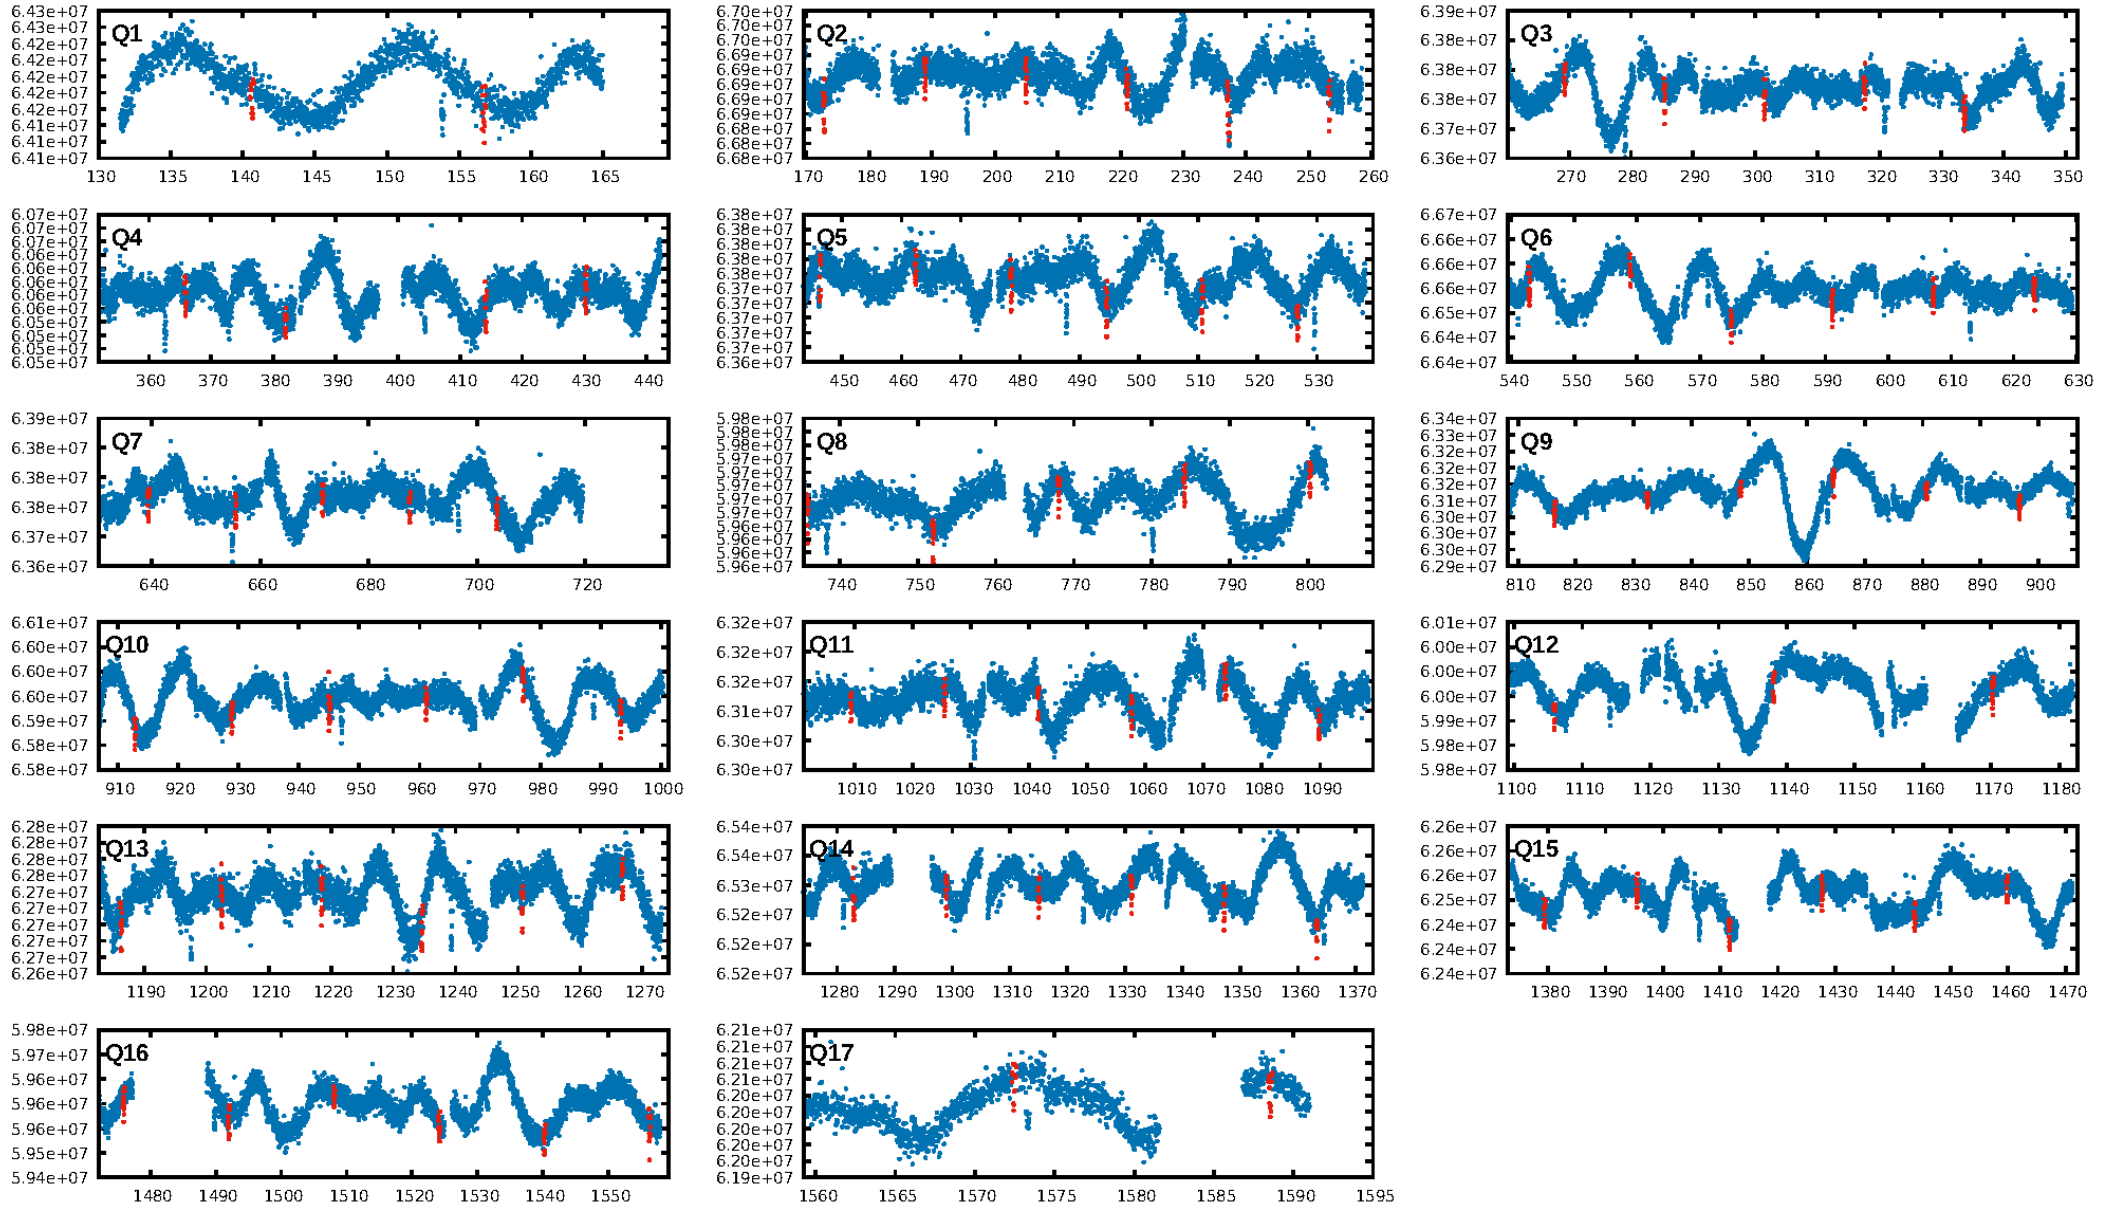 6.43e+07
6.43e+07
6.42e+07
6.42e+07
6.42e+07
6.42e+07
6.42e+07
6.41e+07
6.41e+07
6.41e+07
Q1
130 135 140 145 150 155 160 165
6.70e+07
6.70e+07
6.70e+07
6.69e+07
6.69e+07
6.69e+07
6.69e+07
6.69e+07
6.68e+07
6.68e+07
6.68e+07
Q2
170 180 190 200 210 220 230 240 250 260
6.39e+07
6.38e+07
6.38e+07
6.38e+07
6.37e+07
6.36e+07
Q3
270 280 290 300 310 320 330 340 350
6.07e+07
6.07e+07
6.07e+07
6.06e+07
6.06e+07
6.06e+07
6.06e+07
6.06e+07
6.05e+07
6.05e+07
6.05e+07
6.05e+07
Q4
360 370 380 390 400 410 420 430 440
6.38e+07
6.38e+07
6.38e+07
6.38e+07
6.38e+07
6.37e+07
6.37e+07
6.37e+07
6.37e+07
6.37e+07
6.36e+07
Q5
450 460 470 480 490 500 510 520 530
6.67e+07
6.66e+07
6.66e+07
6.66e+07
6.65e+07
6.64e+07
6.64e+07
Q6
540 550 560 570 580 590 600 610 620 630
6.39e+07
6.38e+07
6.38e+07
6.38e+07
6.37e+07
6.36e+07
Q7
640 660 680 700 720
5.98e+07
5.98e+07
5.98e+07
5.97e+07
5.97e+07
5.97e+07
5.97e+07
5.97e+07
5.96e+07
5.96e+07
5.96e+07
5.96e+07
Q8
740 750 760 770 780 790 800
6.34e+07
6.33e+07
6.33e+07
6.32e+07
6.32e+07
6.31e+07
6.30e+07
6.30e+07
6.30e+07
6.29e+07
Q9
810 820 830 840 850 860 870 880 890 900
6.61e+07
6.60e+07
6.60e+07
6.60e+07
6.59e+07
6.58e+07
6.58e+07
Q10
910 920 930 940 950 960 970 980 990 1000
6.32e+07
6.32e+07
6.32e+07
6.31e+07
6.30e+07
6.30e+07
Q11
1010 1020 1030 1040 1050 1060 1070 1080 1090
6.01e+07
6.00e+07
6.00e+07
6.00e+07
5.99e+07
5.98e+07
5.98e+07
Q12
1100 1110 1120 1130 1140 1150 1160 1170 1180
6.28e+07
6.28e+07
6.28e+07
6.28e+07
6.27e+07
6.27e+07
6.27e+07
6.27e+07
6.27e+07
6.26e+07
Q13
1190 1200 1210 1220 1230 1240 1250 1260 1270
6.54e+07
6.54e+07
6.53e+07
6.52e+07
6.52e+07
6.52e+07
Q14
1280 1290 1300 1310 1320 1330 1340 1350 1360 1370
6.26e+07
6.26e+07
6.26e+07
6.25e+07
6.24e+07
6.24e+07
6.24e+07
Q15
1380 1390 1400 1410 1420 1430 1440 1450 1460 1470
5.98e+07
5.97e+07
5.96e+07
5.96e+07
5.96e+07
5.95e+07
5.94e+07
Q16
1480 1490 1500 1510 1520 1530 1540 1550
6.21e+07
6.21e+07
6.21e+07
6.21e+07
6.20e+07
6.20e+07
6.20e+07
6.20e+07
6.20e+07
6.19e+07
Q17
1560 1565 1570 1575 1580 1585 1590 1595